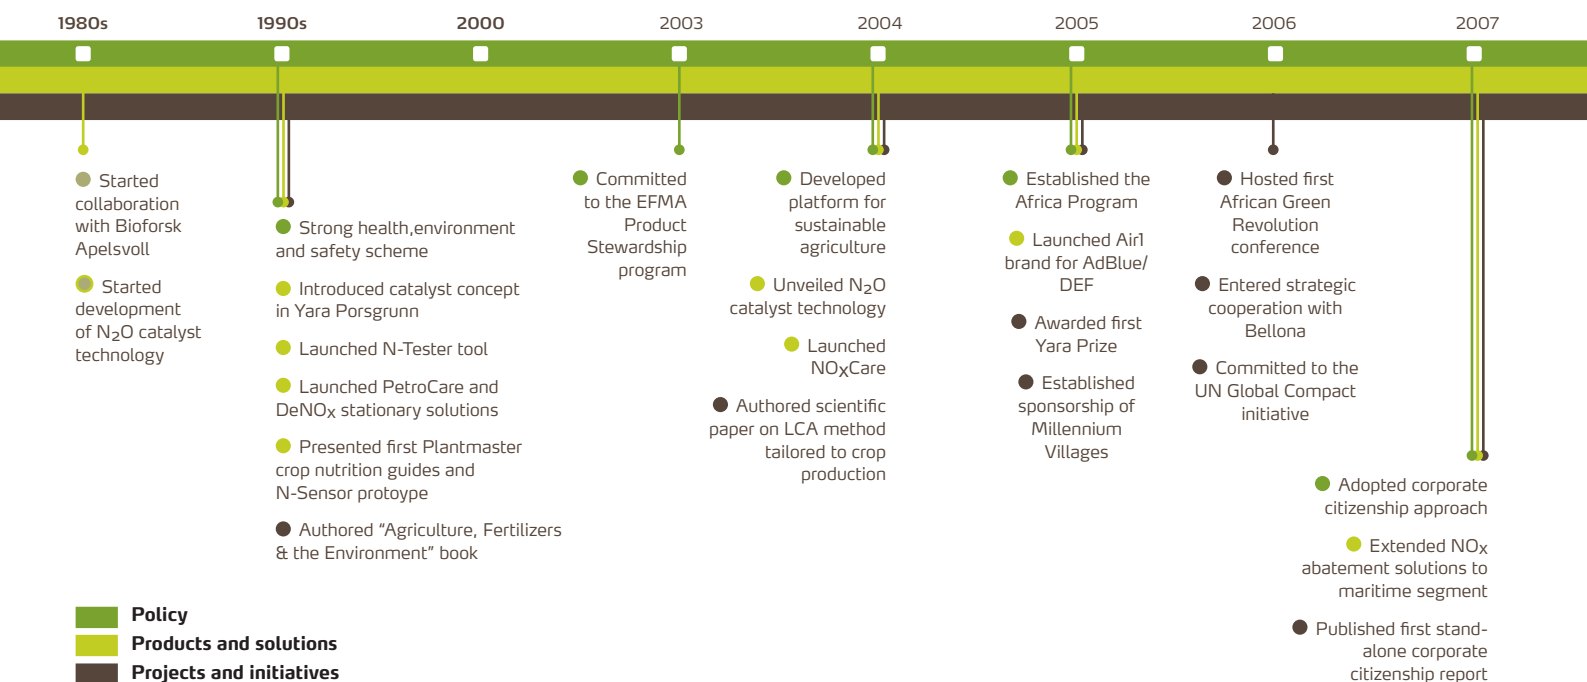 1980s
1990s
2000
2003
2004
2005
2006
2007
Started
collaboration
with Bioforsk
Apelsvoll
Started
development
of N2O catalyst
technology
Strong health,environment
and safety scheme
Introduced catalyst concept
in Yara Porsgrunn
Launched N-Tester tool
Launched PetroCare and
DeNOx stationary solutions
Presented first Plantmaster
crop nutrition guides and
N-Sensor protoype
Authored “Agriculture, Fertilizers
& the Environment” book
Committed
to the EFMA
Product
Stewardship
program
Developed
platform for
sustainable
agriculture
Unveiled N2O
catalyst technology
Launched
NOxCare
Authored scientific
paper on LCA method
tailored to crop
production
Established the
Africa Program
Launched Air1
brand for AdBlue/
DEF
Awarded first
Yara Prize
Established
sponsorship of
Millennium
Villages
Hosted first
African Green
Revolution
conference
Entered strategic
cooperation with
Bellona
Committed to the
UN Global Compact
initiative
Adopted corporate
citizenship approach
Extended NOx
abatement solutions to
maritime segment
Published first stand-
alone corporate
citizenship report
Policy
Products and solutions
Projects and initiatives